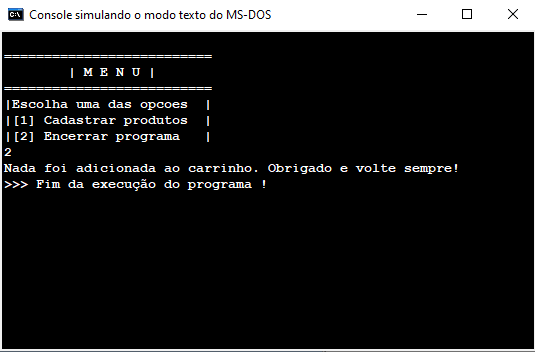 Console simulando o modo texto do MS-DOS
==========================
| M E N U |
==========================
|Escolha uma das opcoes  |
|[1] Cadastrar produtos  |
|[2] Encerrar programa   |
2
Nada foi adicionada ao carrinho. Obrigado e volte sempre!
>>> Fim da execução do programa !